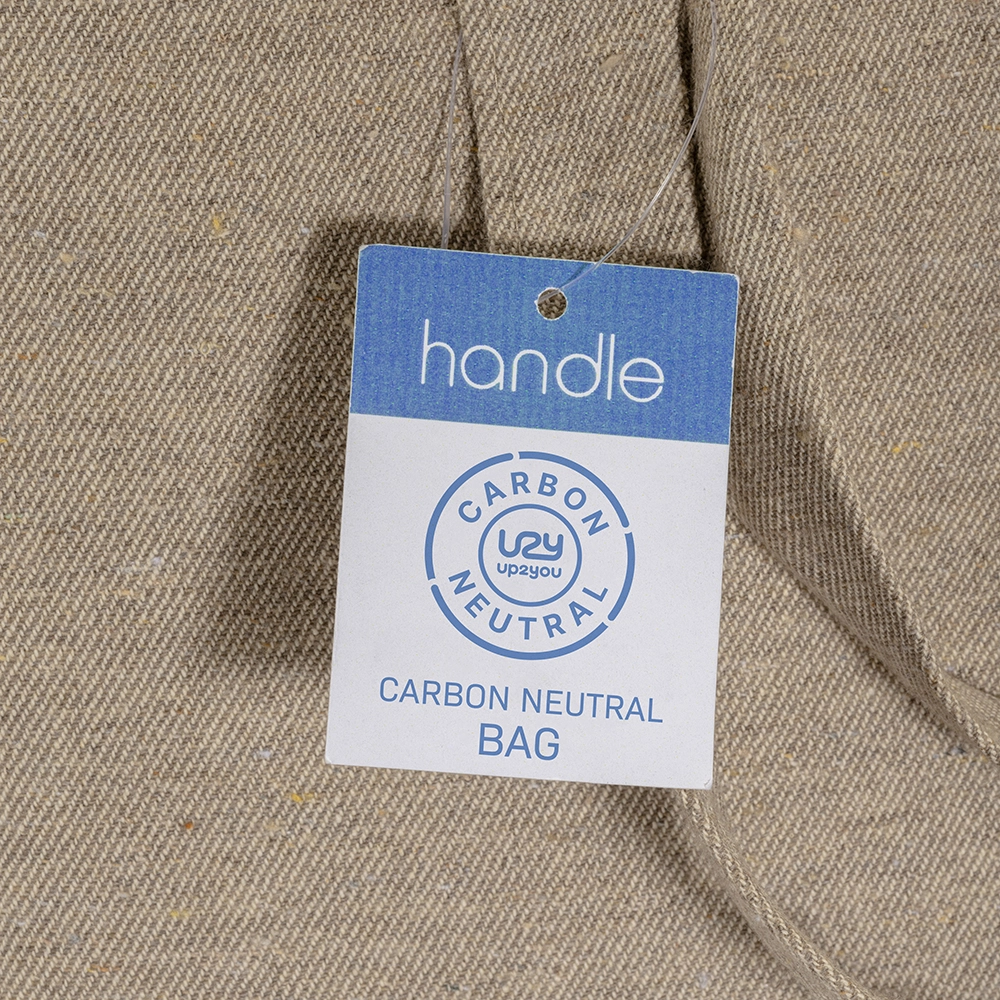 handle
CARBON
U2Y
up2you
NEUTRAL
CARBON NEUTRAL
BAG